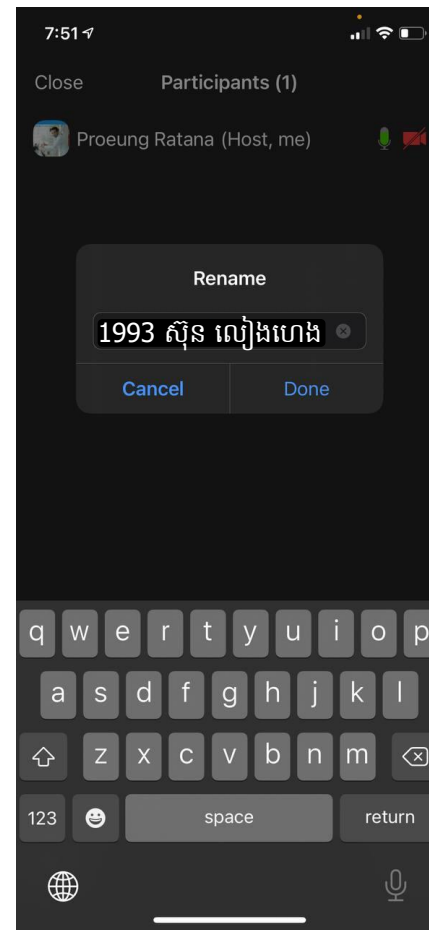 7:51
Close Participants (1)
Proeung Ratana (Host, me)
Rename
1993 ស៊ុន លៀងហេង
Cancel Done
q w e r t y u i o p
a s d f g h j k l
z x c v b n m
123 space return